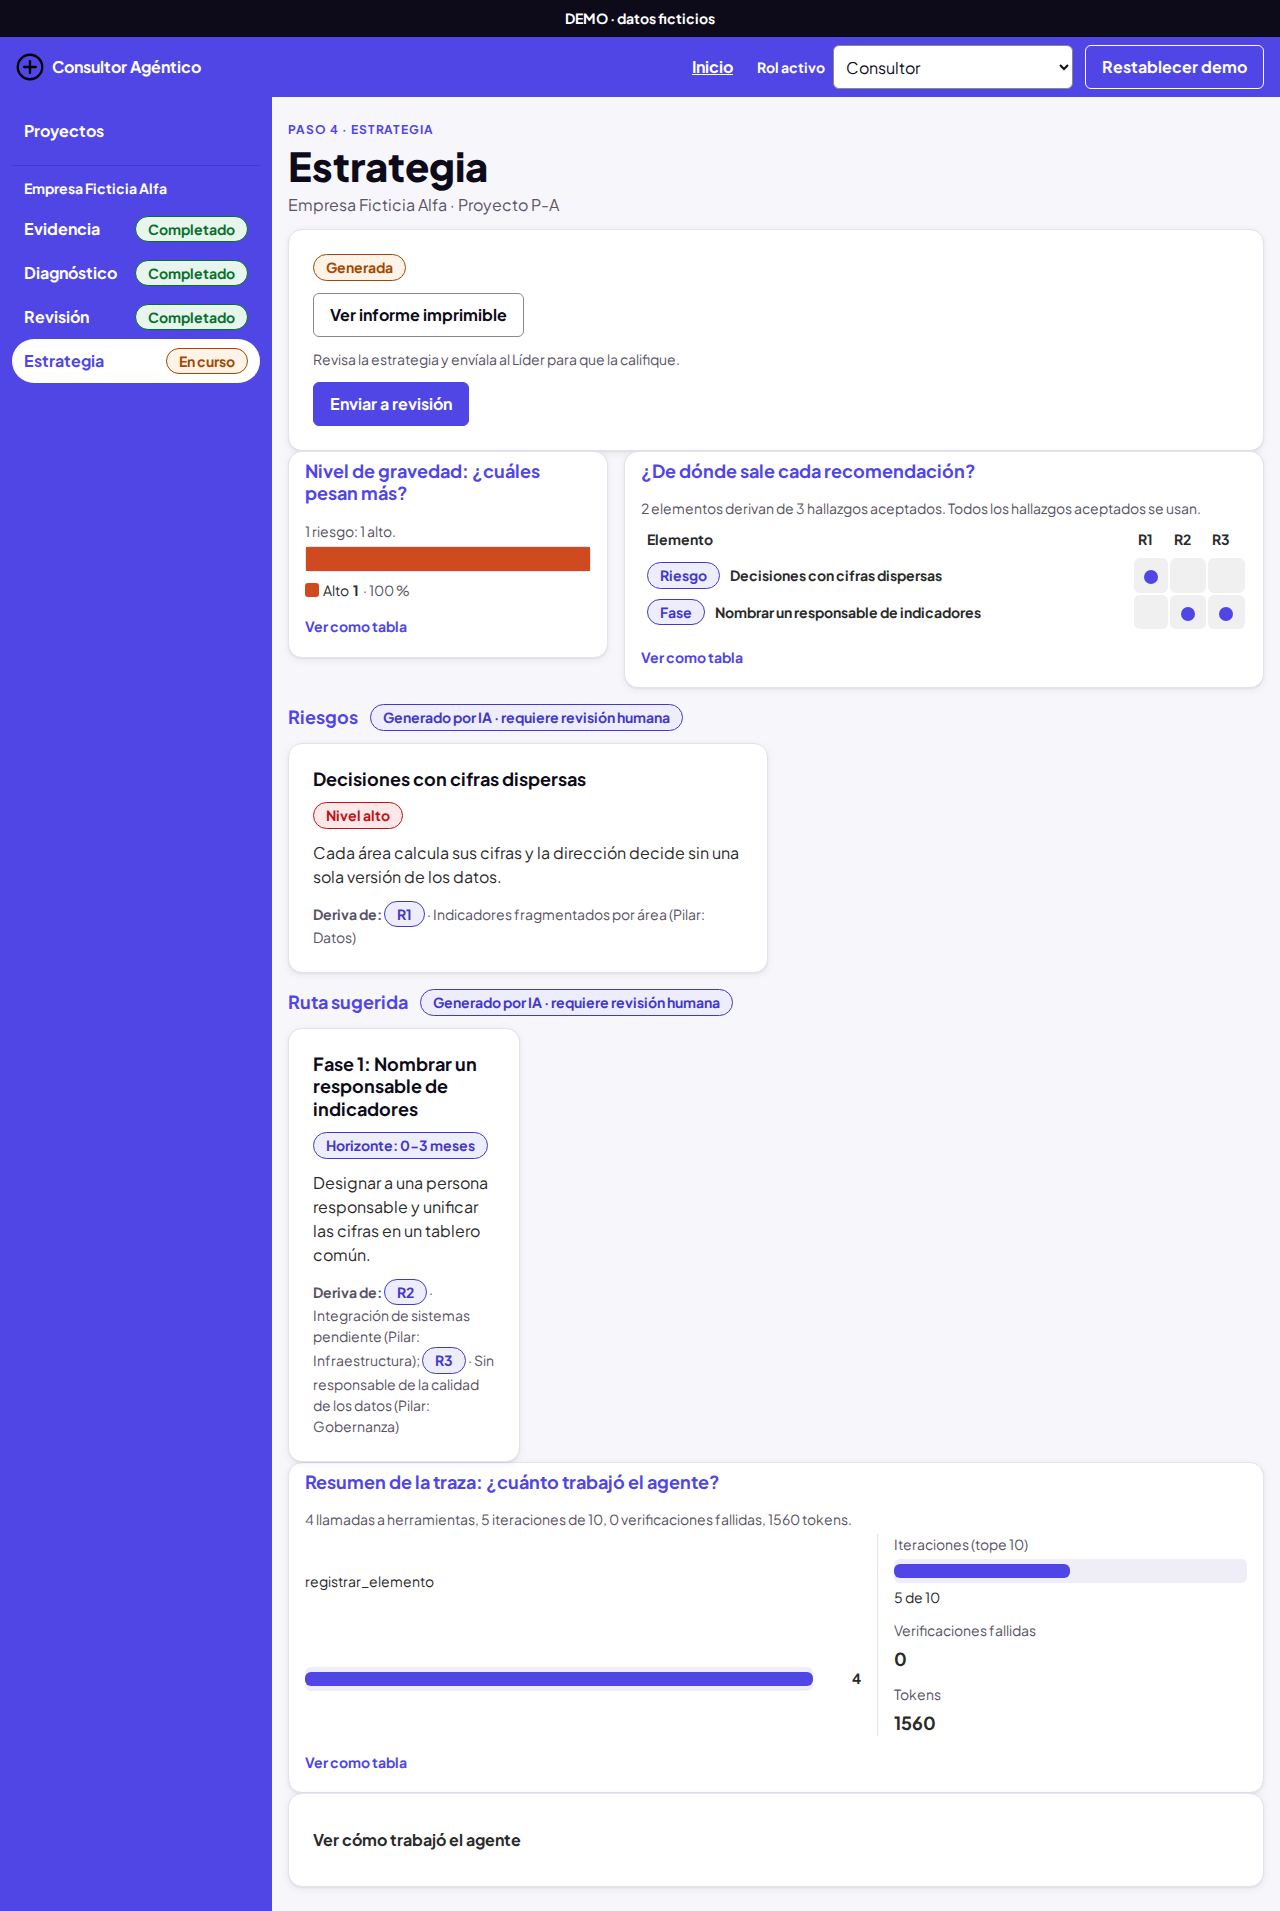 DEMO · datos ficticios
Consultor Agéntico
Inicio
Rol activo
Consultor
Restablecer demo
Proyectos
Empresa Ficticia Alfa
Evidencia
Completado
Diagnóstico
Completado
Revisión
Completado
Estrategia
En curso
PASO 4 · ESTRATEGIA
Estrategia
Empresa Ficticia Alfa · Proyecto P-A
Generada
Ver informe imprimible
Revisa la estrategia y envíala al Líder para que la califique.
Enviar a revisión
Nivel de gravedad: ¿cuáles
pesan más?
1 riesgo: 1 alto.
Alto 1 · 100 %
Ver como tabla
¿De dónde sale cada recomendación?
2 elementos derivan de 3 hallazgos aceptados. Todos los hallazgos aceptados se usan.
Elemento R1 R2 R3
Riesgo Decisiones con cifras dispersas
Fase Nombrar un responsable de indicadores
Ver como tabla
Riesgos
Generado por IA · requiere revisión humana
Decisiones con cifras dispersas
Nivel alto
Cada área calcula sus cifras y la dirección decide sin una
sola versión de los datos.
Deriva de: R1 · Indicadores fragmentados por área (Pilar:
Datos)
Ruta sugerida
Generado por IA · requiere revisión humana
Fase 1: Nombrar un
responsable de
indicadores
Horizonte: 0–3 meses
Designar a una persona
responsable y unificar
las cifras en un tablero
común.
Deriva de: R2 ·
Integración de sistemas
pendiente (Pilar:
Infraestructura); R3 · Sin
responsable de la calidad
de los datos (Pilar:
Gobernanza)
Resumen de la traza: ¿cuánto trabajó el agente?
4 llamadas a herramientas, 5 iteraciones de 10, 0 verificaciones fallidas, 1560 tokens.
registrar_elemento
4
Iteraciones (tope 10)
5 de 10
Verificaciones fallidas
0
Tokens
1560
Ver como tabla
Ver cómo trabajó el agente